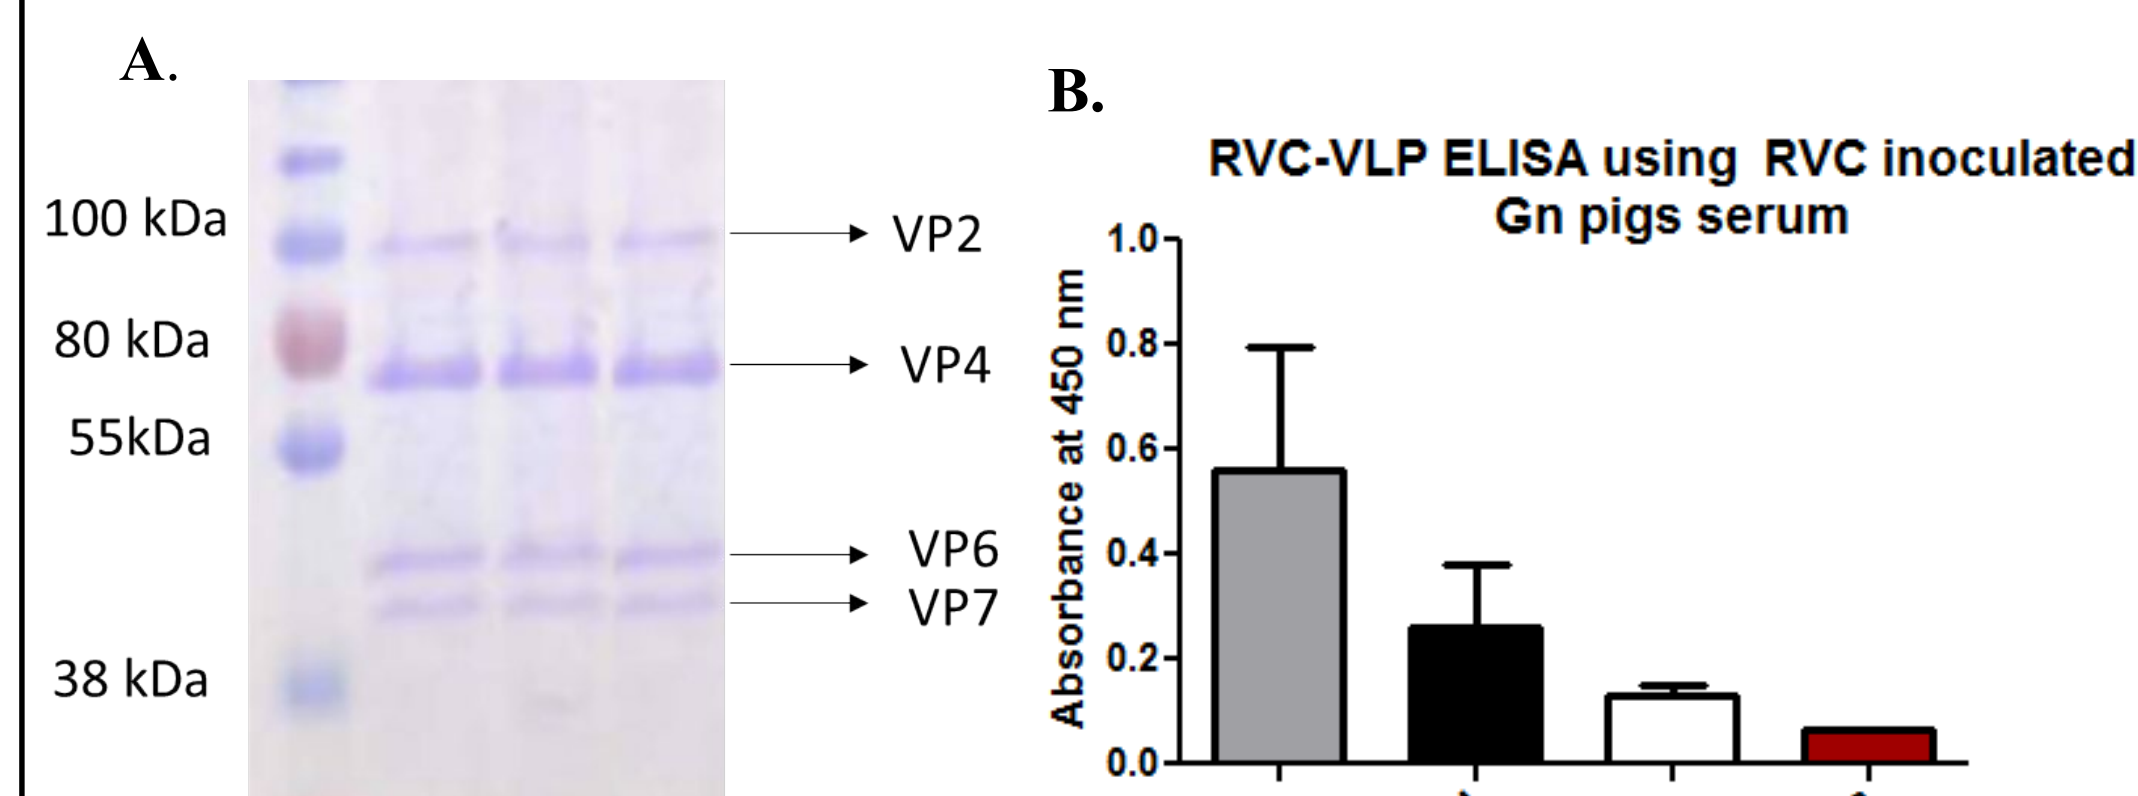 A.
100 kDa
80 kDa
55kDa
38 kDa
VP2
VP4
VP6
VP7
B.
RVC-VLP ELISA using RVC inoculated
Gn pigs serum
Absorbance at 450 nm
1.0
0.8
0.6
0.4
0.2
0.0